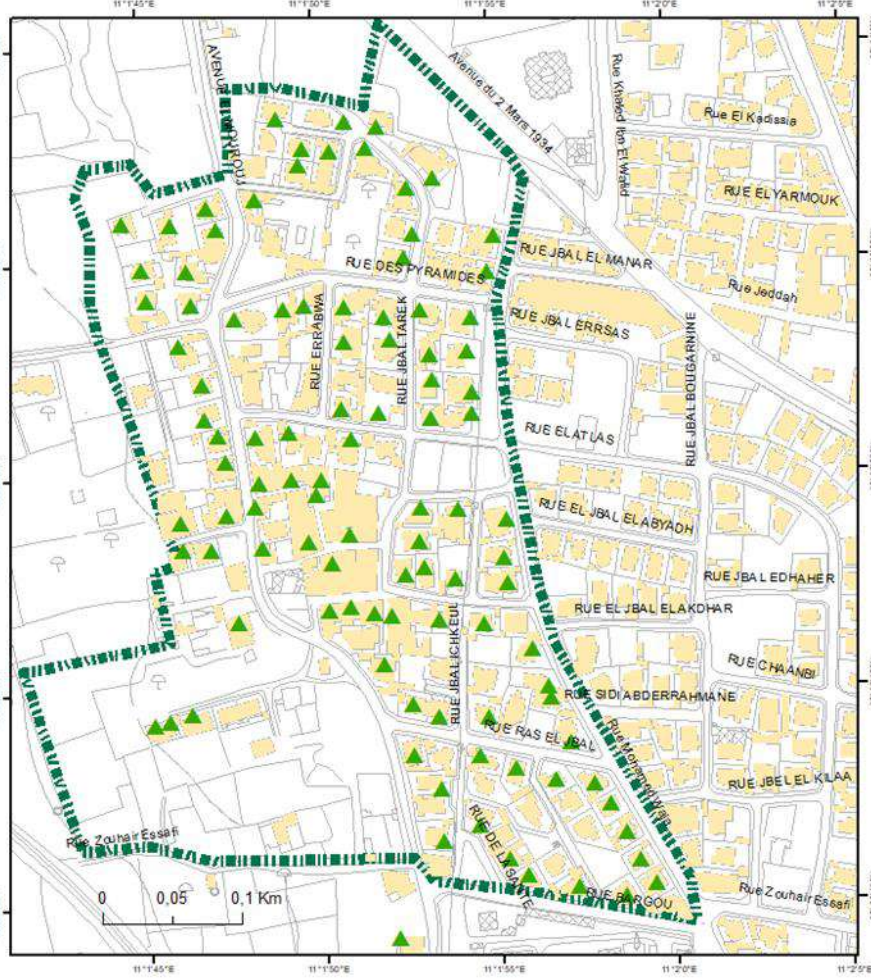 11°1'45"E
11°1'50"E
11°1'55"E
11°2'0"E
11°2'5"E
AVENUE MOUROUJ
Avenue du 2 Mars 1934
Rue Khaled Ibn El Walid
Rue El Kadissia
RUE EL YARMOUK
RUE JBAL EL MANAR
RUE DES PYRAMIDES
Rue Jeddah
RUE ERRABWA
RUE JBAL TAREK
RUE JBAL ERRSAS
RUE JBAL BOUGARNINE
RUE EL ATLAS
RUE EL JBAL EL ABYADH
RUE JBAL EDHAHER
RUE EL JBAL EL AKDHAR
RUE JBAL ICHKEUL
RUE CHAANBI
RUE SIDI ABDERRAHMANE
RUE RAS EL JBAL
Rue Mohamed Wajih
RUE JBEL EL KILAA
Rue Zouhair Essafi
RUE DE LA SANTE
RUE BARGOU
Rue Zouhair Essafi
0 0,05 0,1 Km
11°1'45"E
11°1'50"E
11°1'55"E
11°2'0"E
11°2'5"E